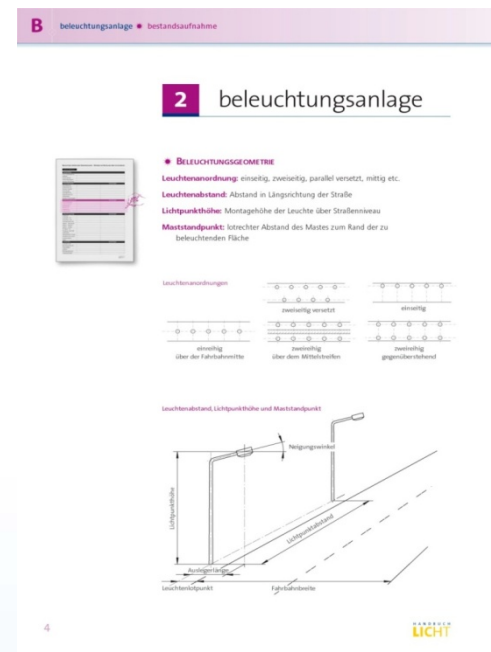 B beleuchtungsanlage ✸ bestandsaufnahme
2 beleuchtungsanlage
✸ BELEUCHTUNGSGEOMETRIE
Leuchtenanordnung: einseitig, zweiseitig, parallel versetzt, mittig etc.
Leuchtenabstand: Abstand in Längsrichtung der Straße
Lichtpunkthöhe: Montagehöhe der Leuchte über Straßenniveau
Maststandpunkt: lotrechter Abstand des Mastes zum Rand der zu
beleuchtenden Fläche
Leuchtenanordnungen
zweiseitig versetzt
einseitig
einreihig
über der Fahrbahnmitte
zweireihig
über dem Mittelstreifen
zweireihig
gegenüberstehend
Leuchtenabstand, Lichtpunkthöhe und Maststandpunkt
Neigungswinkel
Lichtpunkthöhe
Lichtpunktabstand
Auslegerlänge
Leuchtenlotpunkt
Fahrbahnbreite
4
HANDBUCH
LICHT